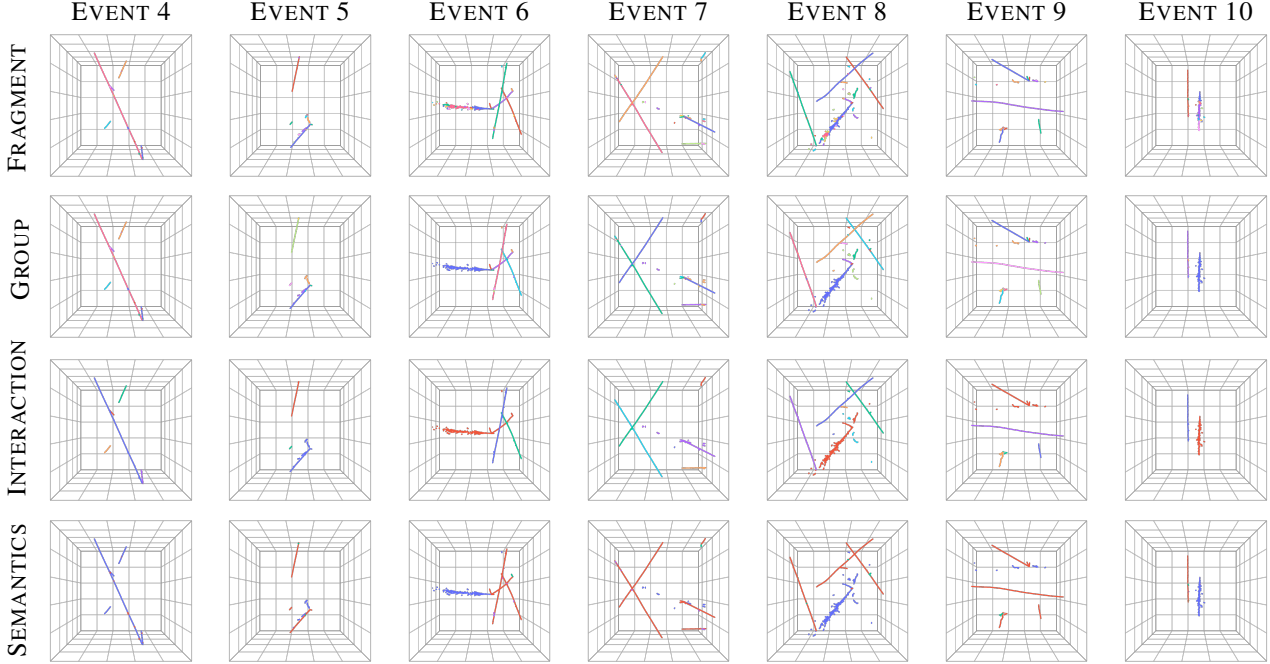 EVENT 4 EVENT 5 EVENT 6 EVENT 7 EVENT 8 EVENT 9 EVENT 10
FRAGMENT
GROUP
INTERACTION
SEMANTICS